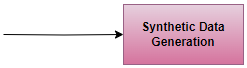 Synthetic Data
Generation